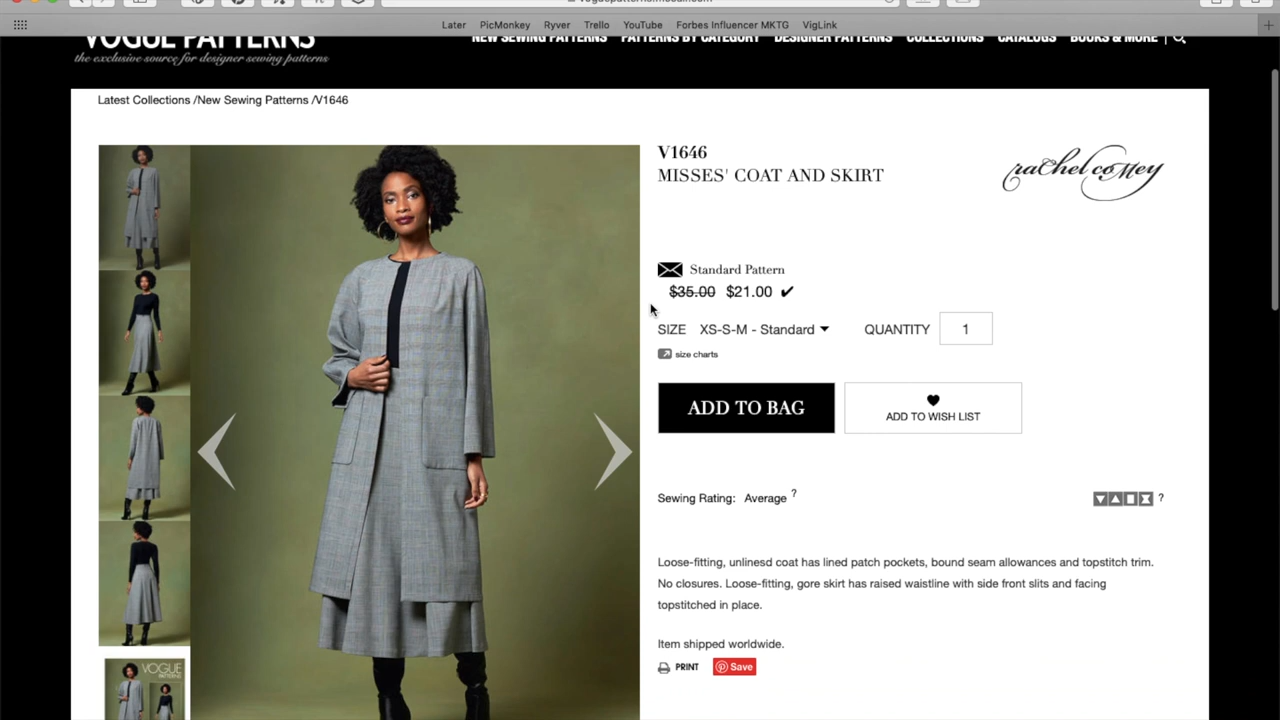 Later PicMonkey Ryver Trello YouTube Forbes Influencer MKTG VigLink
VOGUE PATTERNS
the exclusive source for designer sewing patterns
NEW SEWING PATTERNS PATTERNS BY CATEGORY DESIGNER PATTERNS COLLECTIONS CATALOGS BOOKS & MORE
Latest Collections /New Sewing Patterns /V1646
V1646
MISSES' COAT AND SKIRT
rachel comey
Standard Pattern
$35.00 $21.00 ✔
SIZE XS-S-M - Standard QUANTITY 1
size charts
ADD TO BAG
ADD TO WISH LIST
Sewing Rating: Average ?
?
Loose-fitting, unlinesd coat has lined patch pockets, bound seam allowances and topstitch trim.
No closures. Loose-fitting, gore skirt has raised waistline with side front slits and facing
topstitched in place.
Item shipped worldwide.
PRINT Save
VOGUE
PATTERNS